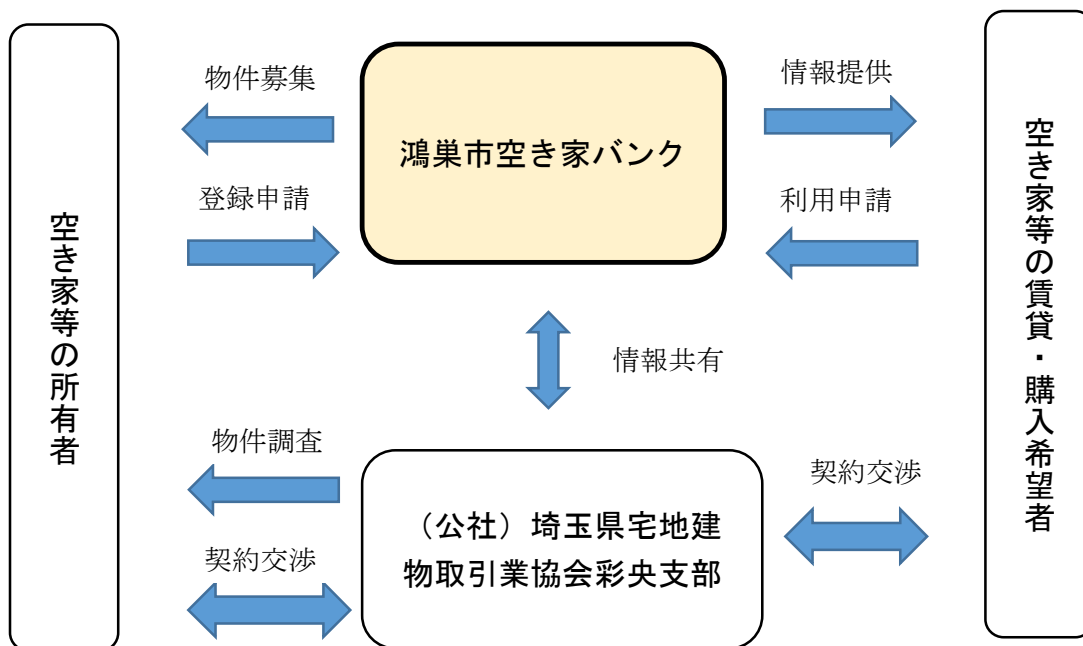 空き家等の所有者
物件募集
登録申請
鴻巣市空き家バンク
情報提供
利用申請
空き家等の賃貸・購入希望者
情報共有
物件調査
契約交渉
（公社）埼玉県宅地建
物取引業協会彩央支部
契約交渉